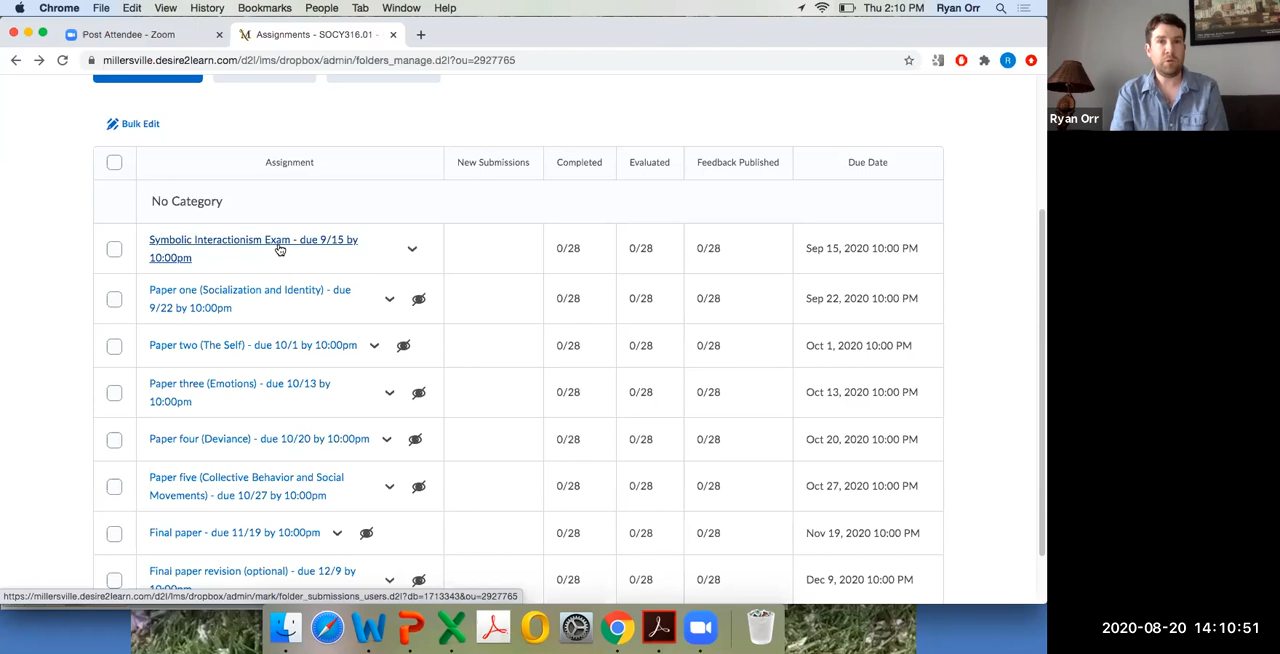 Chrome File Edit View History Bookmarks People Tab Window Help Thu 2:10 PM Ryan Orr
Post Attendee - Zoom
Assignments - SOCY316.01 -
millersville.desire2learn.com/d2l/lms/dropbox/admin/folders_manage.d2l?ou=2927765
R
Ryan Orr
Bulk Edit
Assignment New Submissions Completed Evaluated Feedback Published Due Date
No Category
Symbolic Interactionism Exam - due 9/15 by
10:00pm
0/28 0/28 0/28 Sep 15, 2020 10:00 PM
Paper one (Socialization and Identity) - due
9/22 by 10:00pm
0/28 0/28 0/28 Sep 22, 2020 10:00 PM
Paper two (The Self) - due 10/1 by 10:00pm 0/28 0/28 0/28 Oct 1, 2020 10:00 PM
Paper three (Emotions) - due 10/13 by
10:00pm
0/28 0/28 0/28 Oct 13, 2020 10:00 PM
Paper four (Deviance) - due 10/20 by 10:00pm 0/28 0/28 0/28 Oct 20, 2020 10:00 PM
Paper five (Collective Behavior and Social
Movements) - due 10/27 by 10:00pm
0/28 0/28 0/28 Oct 27, 2020 10:00 PM
Final paper - due 11/19 by 10:00pm 0/28 0/28 0/28 Nov 19, 2020 10:00 PM
Final paper revision (optional) - due 12/9 by
10:00pm
0/28 0/28 0/28 Dec 9, 2020 10:00 PM
https://millersville.desire2learn.com/d2l/lms/dropbox/admin/mark/folder_submissions_users.d2l?db=1713343&ou=2927765
2020-08-20 14:10:51